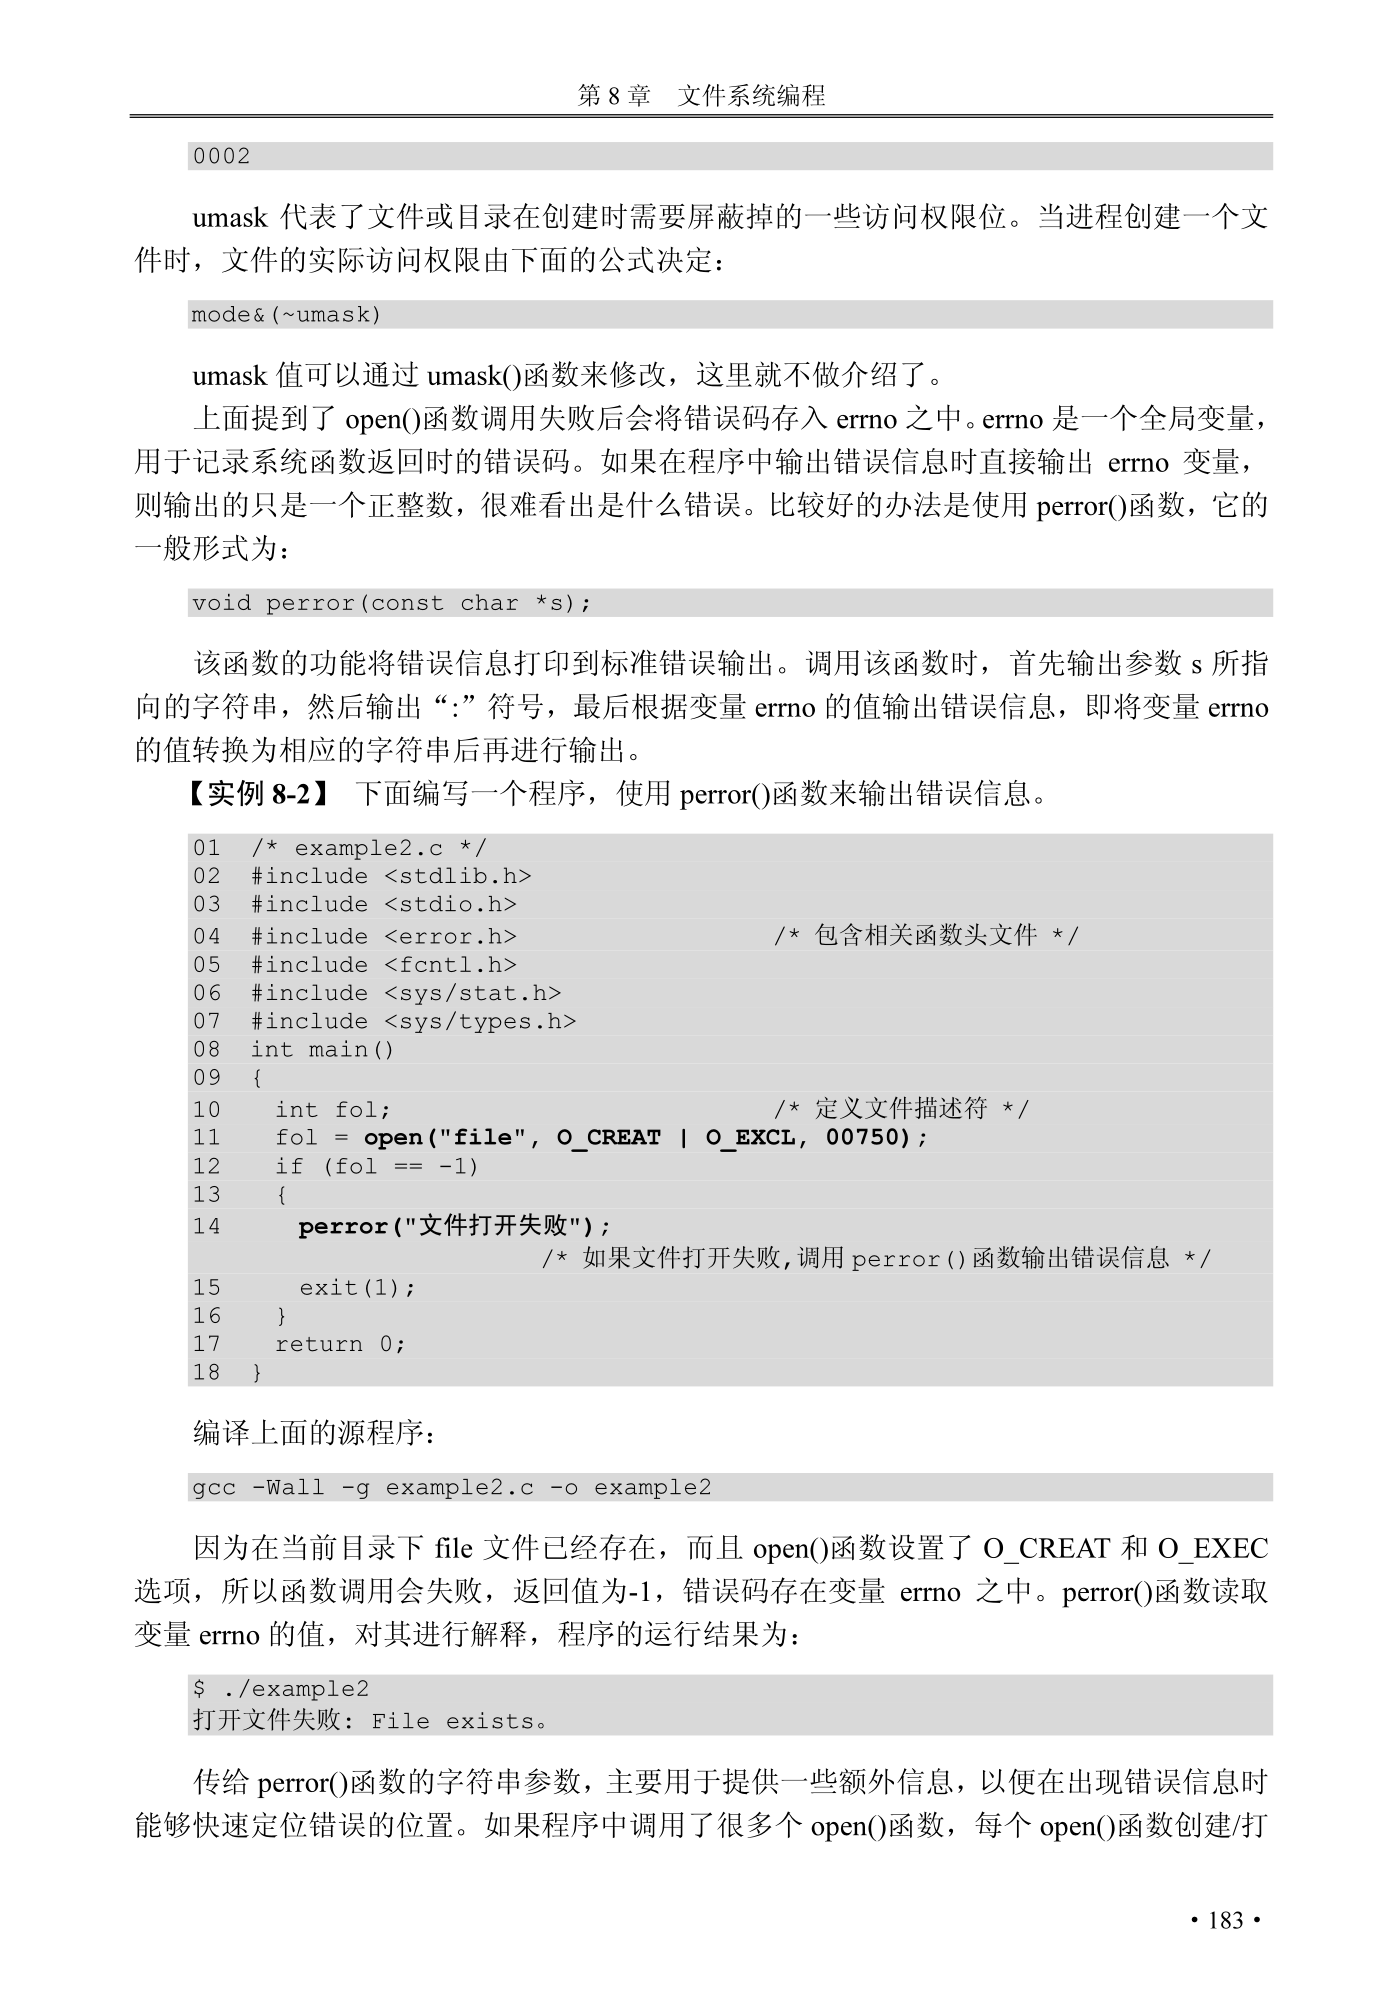 第 8 章　文件系统编程
0002
umask 代表了文件或目录在创建时需要屏蔽掉的一些访问权限位。当进程创建一个文
件时，文件的实际访问权限由下面的公式决定：
mode&(~umask)
umask 值可以通过 umask()函数来修改，这里就不做介绍了。
上面提到了 open()函数调用失败后会将错误码存入 errno 之中。errno 是一个全局变量，
用于记录系统函数返回时的错误码。如果在程序中输出错误信息时直接输出 errno 变量，
则输出的只是一个正整数，很难看出是什么错误。比较好的办法是使用 perror()函数，它的
一般形式为：
void perror(const char *s);
该函数的功能将错误信息打印到标准错误输出。调用该函数时，首先输出参数 s 所指
向的字符串，然后输出“:”符号，最后根据变量 errno 的值输出错误信息，即将变量 errno
的值转换为相应的字符串后再进行输出。
【实例 8-2】　下面编写一个程序，使用 perror()函数来输出错误信息。
01  /* example2.c */
02  #include <stdlib.h>
03  #include <stdio.h>
04  #include <error.h>                 /* 包含相关函数头文件 */
05  #include <fcntl.h>
06  #include <sys/stat.h>
07  #include <sys/types.h>
08  int main()
09  {
10    int fol;                         /* 定义文件描述符 */
11    fol = open("file", O_CREAT | O_EXCL, 00750);
12    if (fol == -1)
13    {
14      perror("文件打开失败");
/* 如果文件打开失败,调用 perror()函数输出错误信息 */
15      exit(1);
16    }
17    return 0;
18  }
编译上面的源程序：
gcc -Wall -g example2.c -o example2
因为在当前目录下 file 文件已经存在，而且 open()函数设置了 O_CREAT 和 O_EXEC
选项，所以函数调用会失败，返回值为-1，错误码存在变量 errno 之中。perror()函数读取
变量 errno 的值，对其进行解释，程序的运行结果为：
$ ./example2
打开文件失败: File exists。
传给 perror()函数的字符串参数，主要用于提供一些额外信息，以便在出现错误信息时
能够快速定位错误的位置。如果程序中调用了很多个 open()函数，每个 open()函数创建/打
• 183 •